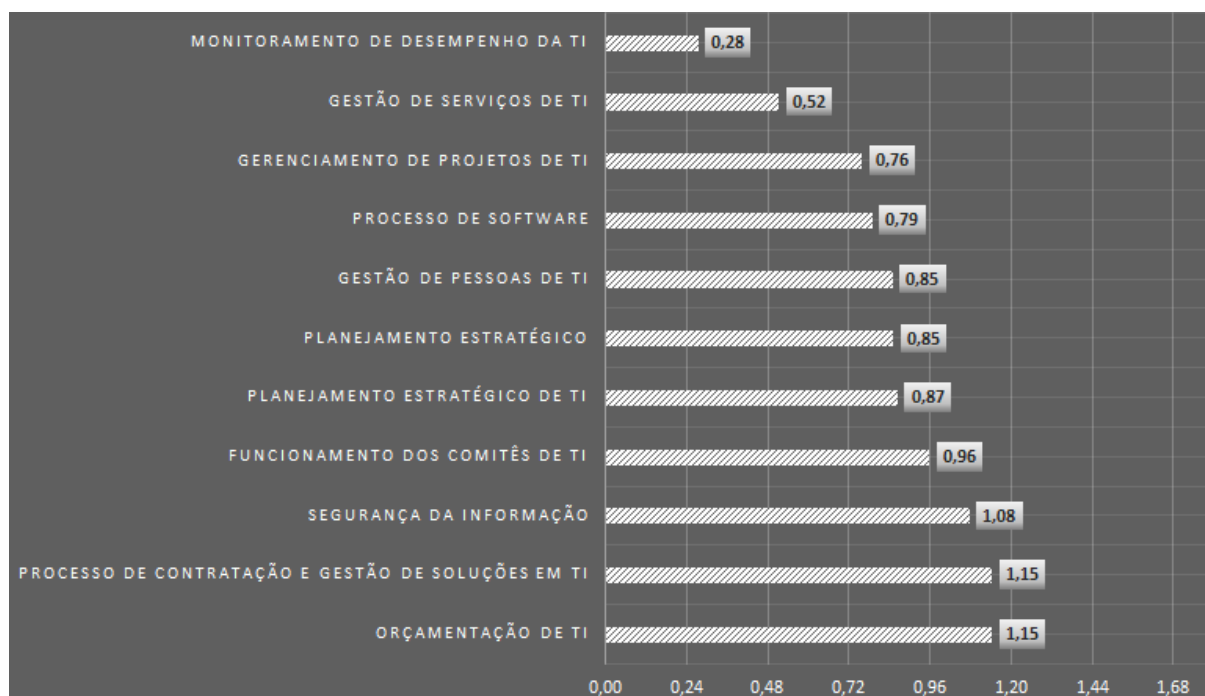 MONITORAMENTO DE DESEMPENHO DA TI 0,28
GESTÃO DE SERVIÇOS DE TI 0,52
GERENCIAMENTO DE PROJETOS DE TI 0,76
PROCESSO DE SOFTWARE 0,79
GESTÃO DE PESSOAS DE TI 0,85
PLANEJAMENTO ESTRATÉGICO 0,85
PLANEJAMENTO ESTRATÉGICO DE TI 0,87
FUNCIONAMENTO DOS COMITÊS DE TI 0,96
SEGURANÇA DA INFORMAÇÃO 1,08
PROCESSO DE CONTRATAÇÃO E GESTÃO DE SOLUÇÕES EM TI 1,15
ORÇAMENTAÇÃO DE TI 1,15
0,00 0,24 0,48 0,72 0,96 1,20 1,44 1,68